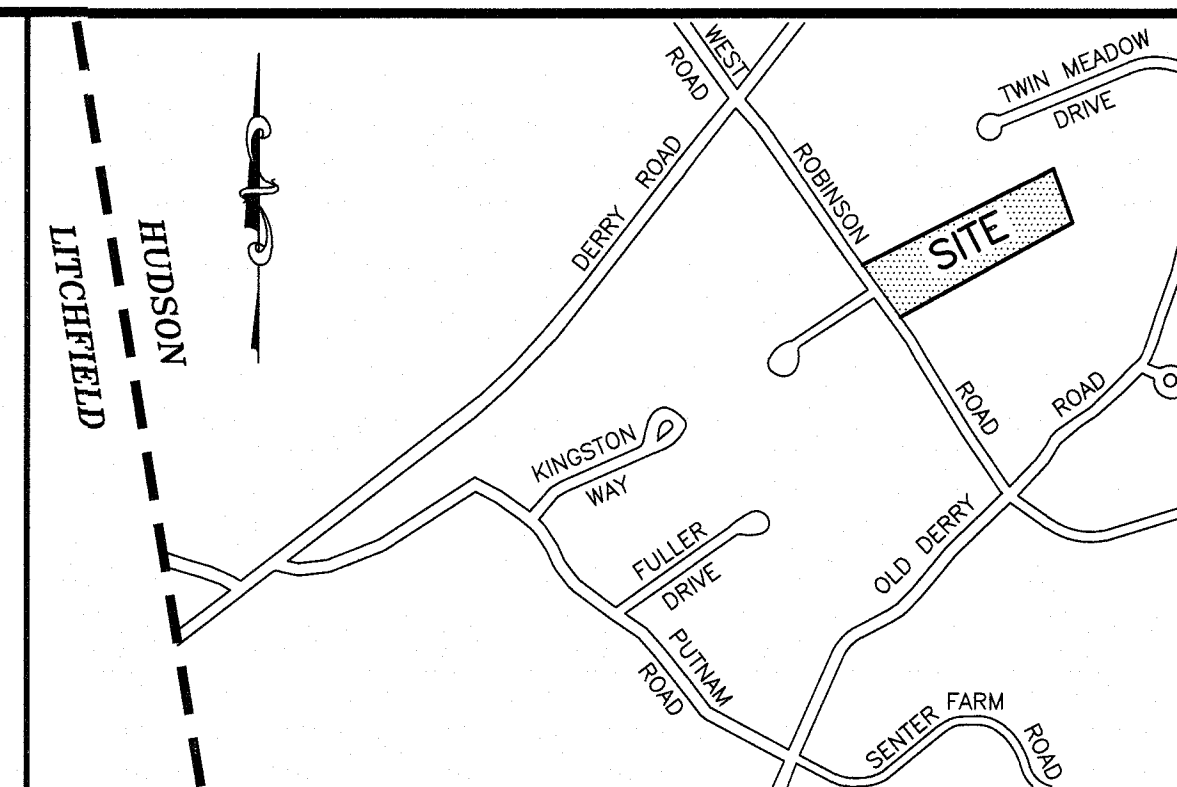 WEST
ROAD
TWIN MEADOW
DRIVE
DERRY ROAD
ROBINSON
SITE
HUDSON
LITCHFIELD
ROAD
ROAD
KINGSTON
WAY
OLD DERRY
FULLER
DRIVE
PUTNAM
ROAD
SENTER FARM
ROAD